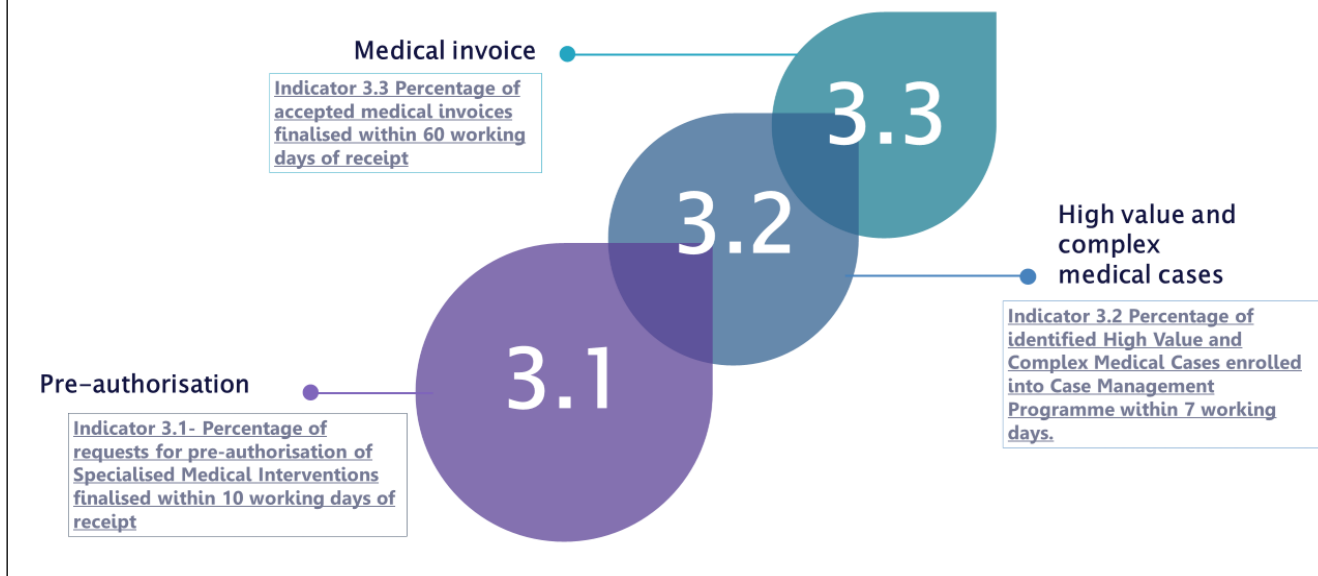 Medical invoice
Indicator 3.3 Percentage of
accepted medical invoices
finalised within 60 working
days of receipt
3.3
3.2
High value and
complex
medical cases
Indicator 3.2 Percentage of
identified High Value and
Complex Medical Cases enrolled
into Case Management
Programme within 7 working
days.
3.1
Pre-authorisation
Indicator 3.1- Percentage of
requests for pre-authorisation of
Specialised Medical Interventions
finalised within 10 working days of
receipt